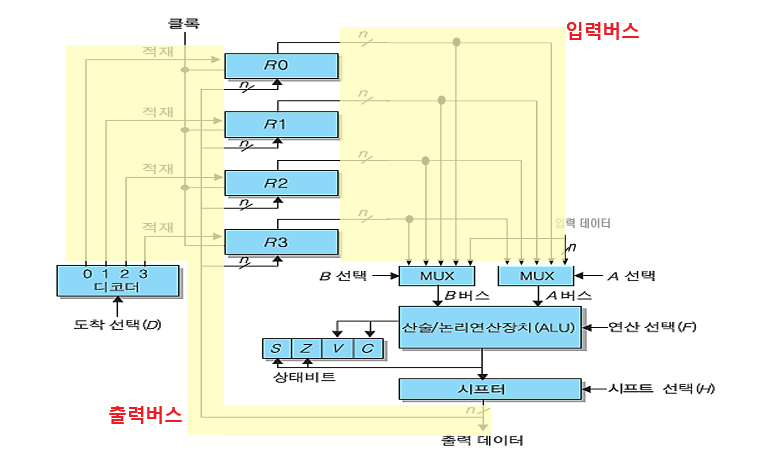 클록
입력버스
적재
n
R0
n
적재
n
R1
n
적재
n
R2
n
적재
n
R3
n
입력 데이터
n
0 1 2 3
디코더
B 선택
MUX
MUX
A 선택
B 버스
A 버스
도착 선택(D)
산술/논리연산장치(ALU)
연산 선택(F)
S Z V C
상태비트
시프터
시프트 선택(H)
출력버스
n
출력 데이터